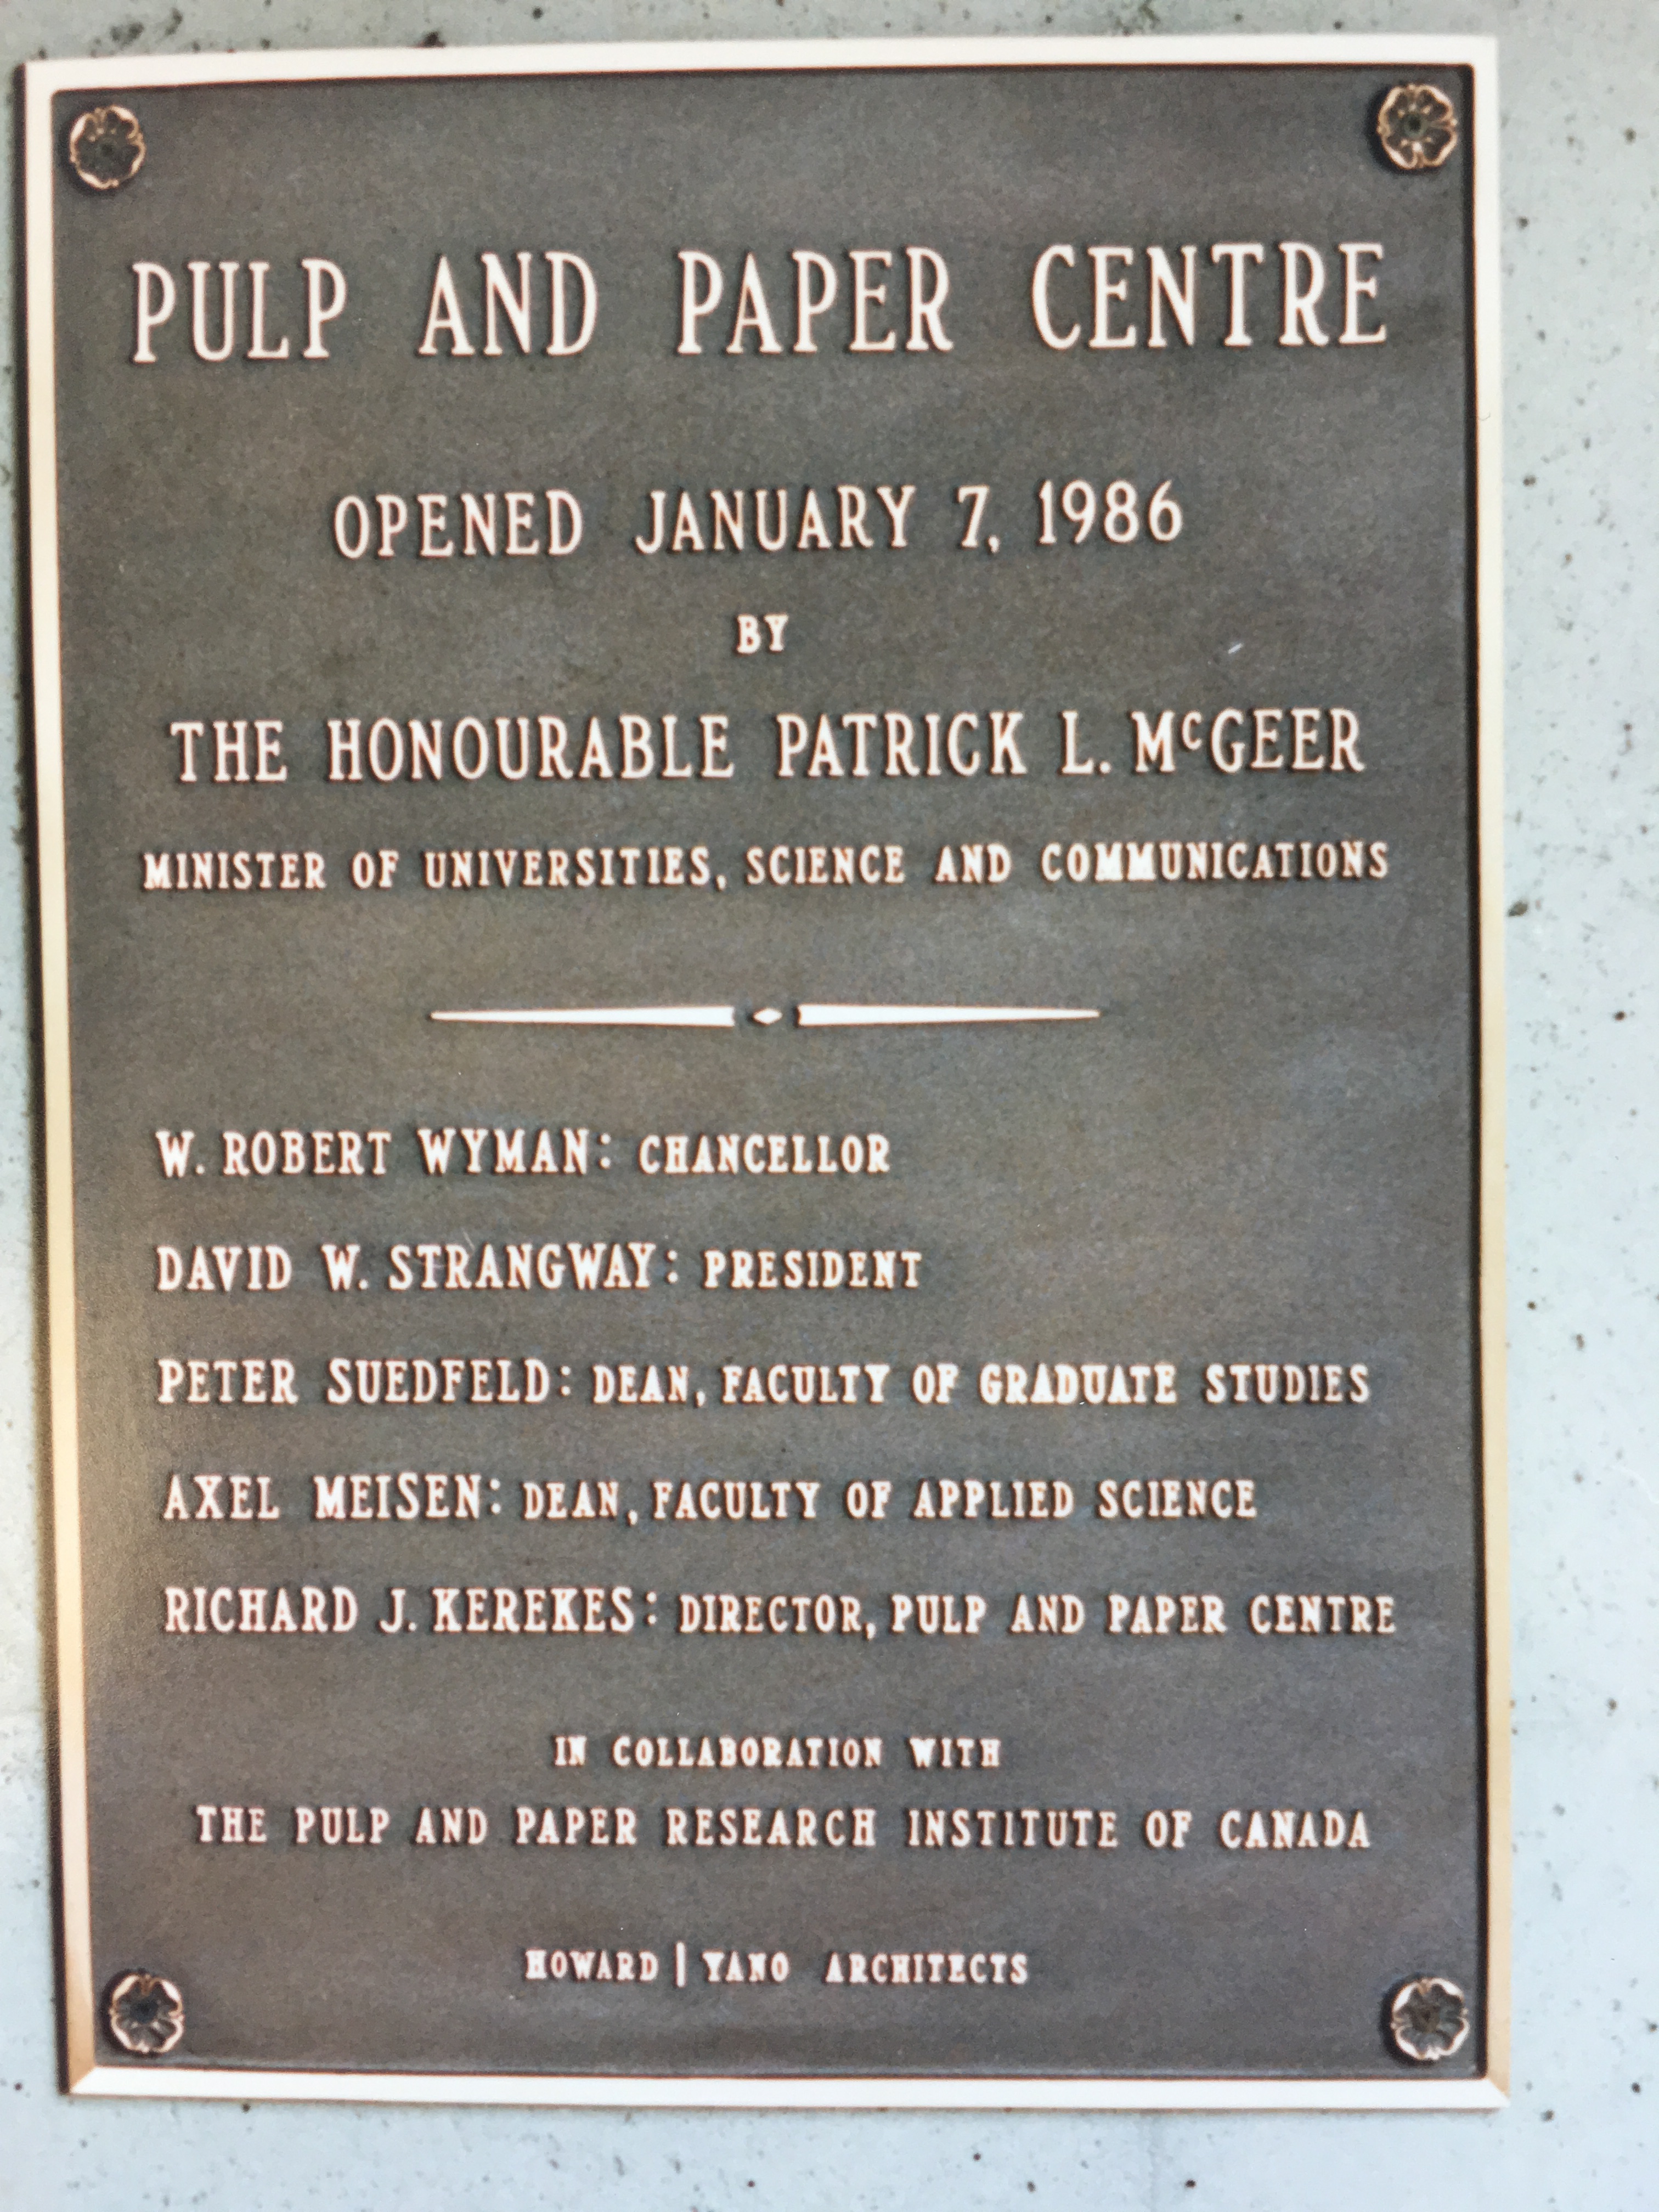 PULP AND PAPER CENTRE
OPENED JANUARY 7, 1986
BY
THE HONOURABLE PATRICK L. McGEER
MINISTER OF UNIVERSITIES, SCIENCE AND COMMUNICATIONS
W. ROBERT WYMAN: CHANCELLOR
DAVID W. STRANGWAY: PRESIDENT
PETER SUEDFELD: DEAN, FACULTY OF GRADUATE STUDIES
AXEL MEISEN: DEAN, FACULTY OF APPLIED SCIENCE
RICHARD J. KEREKES: DIRECTOR, PULP AND PAPER CENTRE
IN COLLABORATION WITH
THE PULP AND PAPER RESEARCH INSTITUTE OF CANADA
HOWARD | YANO ARCHITECTS